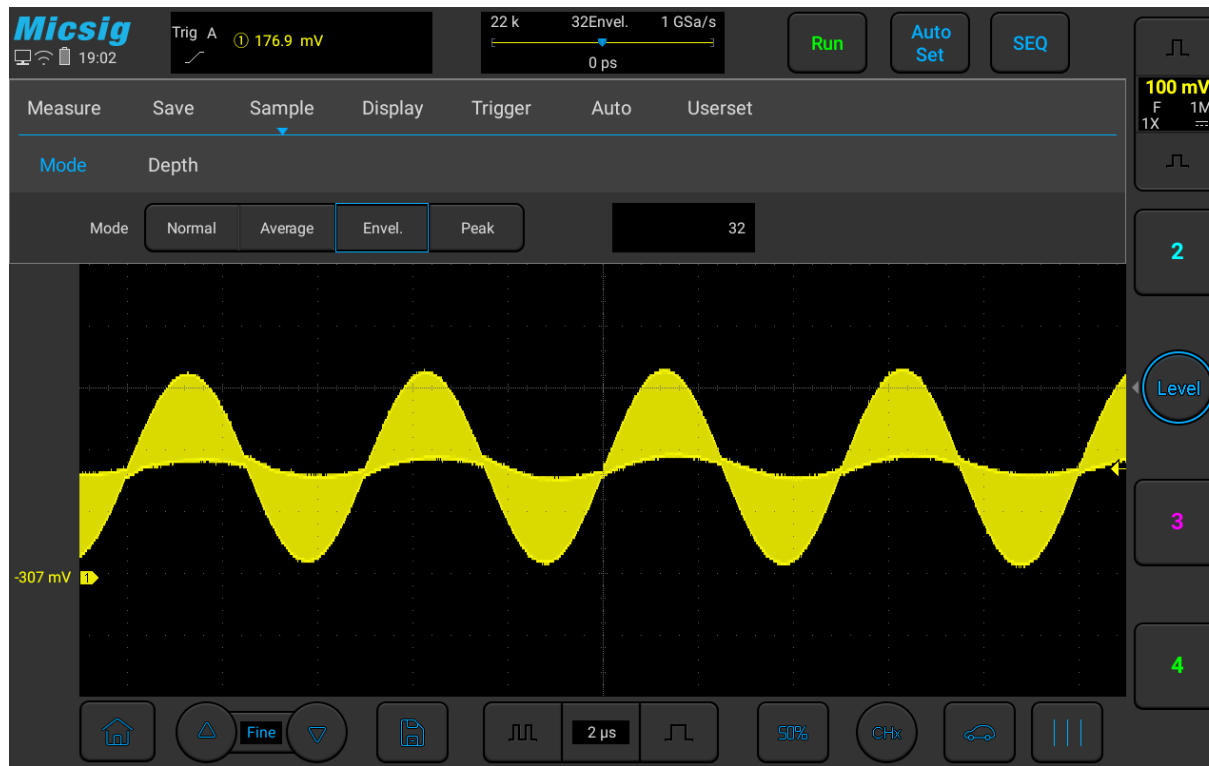 Micsig
19:02
Trig A ① 176.9 mV
22 k 32Envel. 1 GSa/s
0 ps
Run
Auto
Set
SEQ
100 mV
F 1M
1X
Measure Save Sample Display Trigger Auto Userset
Mode Depth
Mode Normal Average Envel. Peak 32
2
Level
3
-307 mV 1
4
Fine
2 µs
50%
CHx